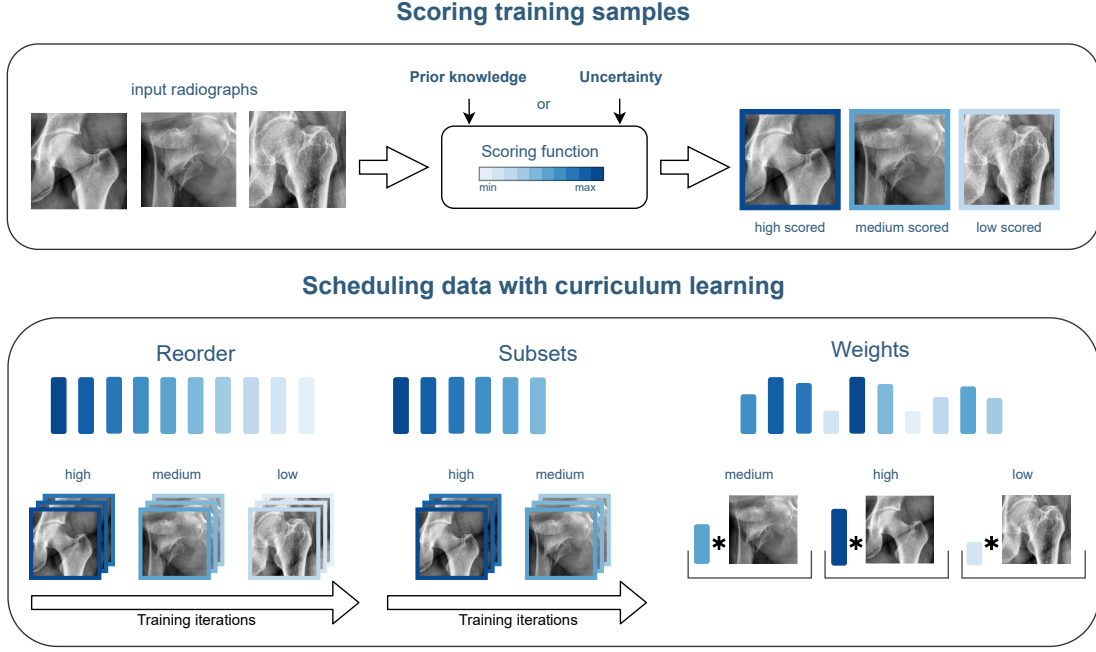 Scoring training samples
input radiographs
Prior knowledge
or
Uncertainty
Scoring function
min
max
high scored
medium scored
low scored
Scheduling data with curriculum learning
Reorder
high
medium
low
Training iterations
Subsets
high
medium
Training iterations
Weights
medium
high
low
*
*
*